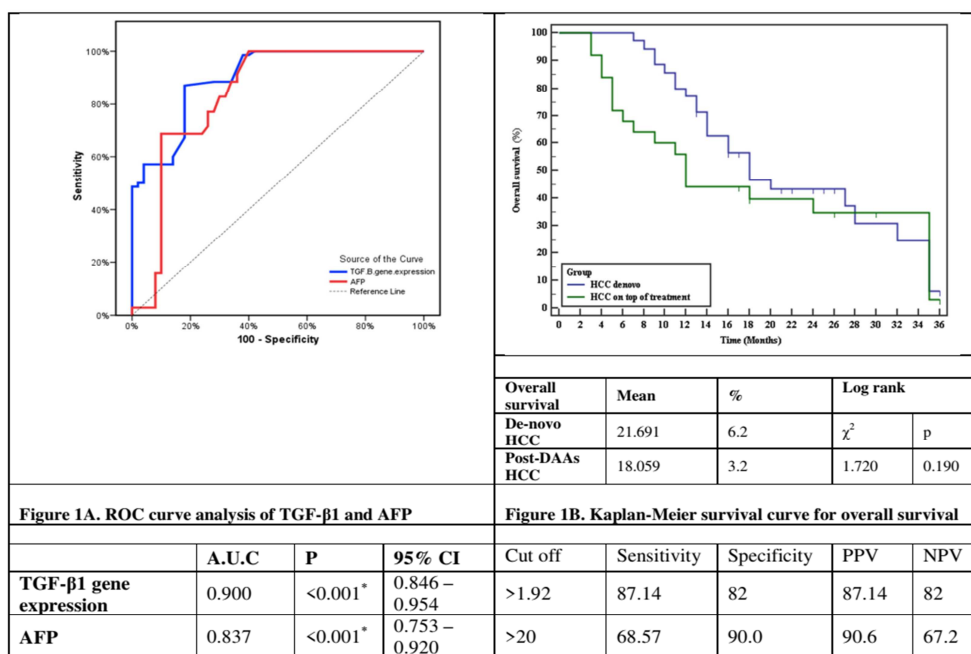 100%
80%
60%
40%
20%
0%
Sensitivity
0% 20% 40% 60% 80% 100%
100 - Specificity
Source of the Curve
TGF.B.gene.expression
AFP
Reference Line
100
90
80
70
60
50
40
30
20
10
0
Overall survival (%)
0 2 4 6 8 10 12 14 16 18 20 22 24 26 28 30 32 34 36
Time (Months)
Group
HCC denovo
HCC on top of treatment
Overall survival Mean % Log rank
De-novo HCC 21.691 6.2 χ² p
Post-DAAs HCC 18.059 3.2 1.720 0.190
Figure 1A. ROC curve analysis of TGF-β1 and AFP
Figure 1B. Kaplan-Meier survival curve for overall survival
A.U.C P 95% CI Cut off Sensitivity Specificity PPV NPV
TGF-β1 gene expression 0.900 <0.001* 0.846 – 0.954 >1.92 87.14 82 87.14 82
AFP 0.837 <0.001* 0.753 – 0.920 >20 68.57 90.0 90.6 67.2